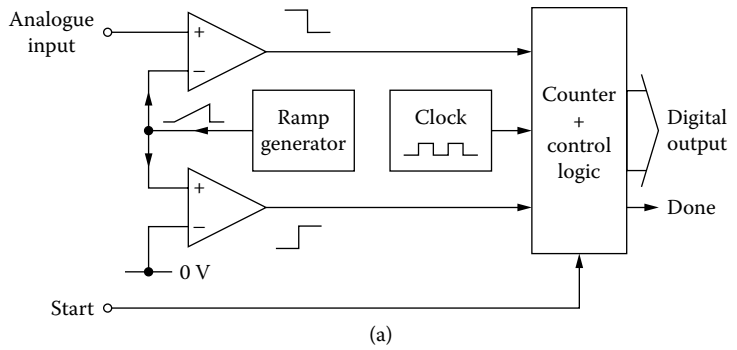 Analogue
input
+
−
Ramp
generator
Clock
Counter
+
control
logic
Digital
output
+
−
Done
0 V
Start
(a)